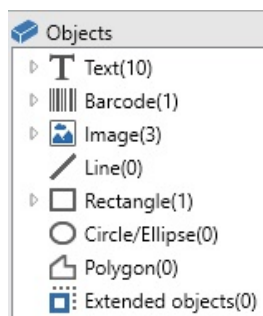 Objects
Text(10)
Barcode(1)
Image(3)
Line(0)
Rectangle(1)
Circle/Ellipse(0)
Polygon(0)
Extended objects(0)